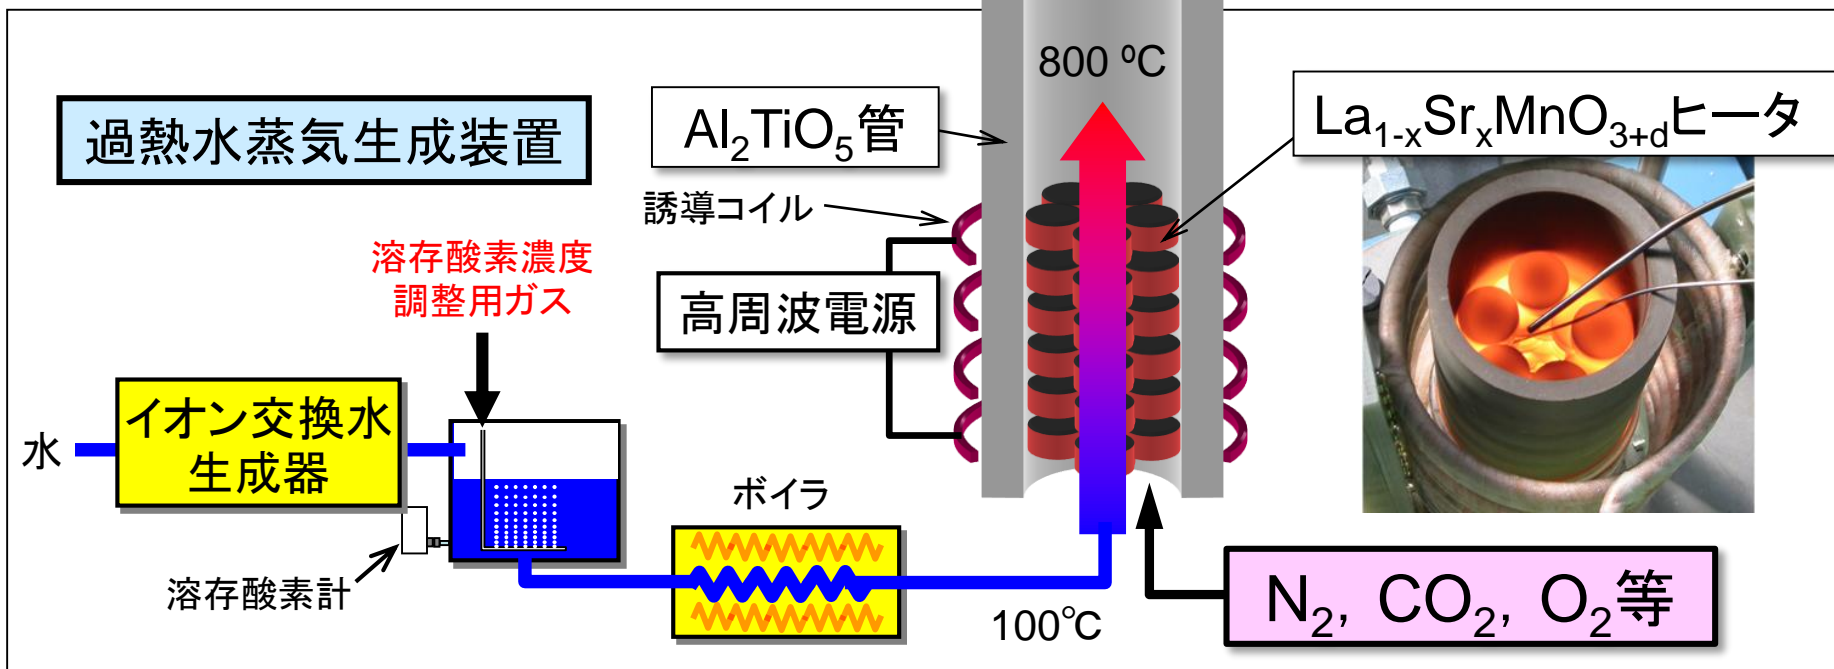 過熱水蒸気生成装置
800 ºC
Al₂TiO₅管
La₁₋ₓSrₓMnO₃₊dヒータ
誘導コイル
溶存酸素濃度
調整用ガス
高周波電源
水
イオン交換水
生成器
ボイラ
溶存酸素計
100℃
N₂, CO₂, O₂等